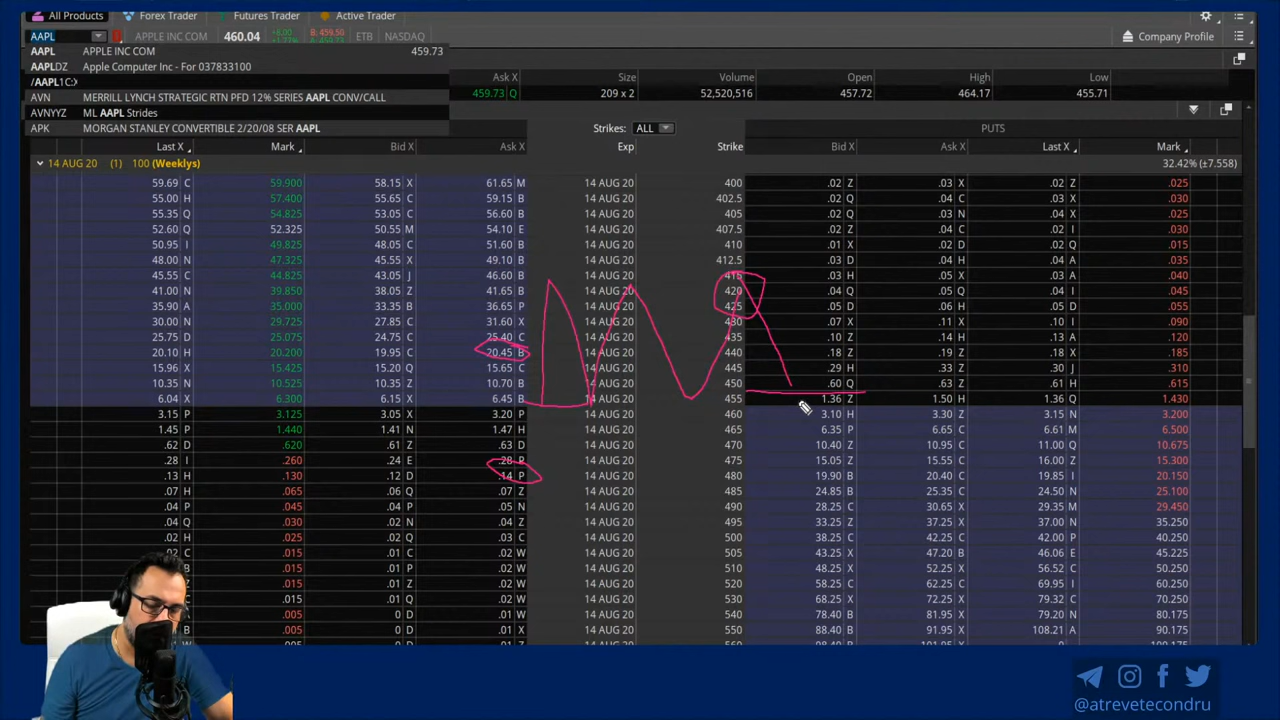 All Products Forex Trader Futures Trader Active Trader
AAPL APPLE INC COM 460.04 +8.00 B: 459.50 ETB NASDAQ Company Profile
AAPL APPLE INC COM 459.73
AAPLDZ Apple Computer Inc - For 037833100
/AAPL1C:X
Ask X Size Volume Open High Low
AVN MERRILL LYNCH STRATEGIC RTN PFD 12% SERIES AAPL CONV/CALL 459.73 Q 209 x 2 52,520,516 457.72 464.17 455.71
AVNYYZ ML AAPL Strides
APK MORGAN STANLEY CONVERTIBLE 2/20/08 SER AAPL Strikes: ALL PUTS
Last X Mark Bid X Ask X Exp Strike Bid X Ask X Last X Mark
14 AUG 20 (1) 100 (Weeklys) 32.42% (±7.558)
59.69 C 59.900 58.15 X 61.65 M 14 AUG 20 400 .02 Z .03 X .02 Z .025
55.00 H 57.400 55.65 C 59.15 H 14 AUG 20 402.5 .02 Q .04 C .03 X .030
55.35 Q 54.825 53.05 C 56.60 B 14 AUG 20 405 .02 Q .03 N .04 X .025
52.60 Q 52.325 50.55 M 54.10 E 14 AUG 20 407.5 .02 Z .04 C .02 I .030
50.95 I 49.825 48.05 C 51.60 B 14 AUG 20 410 .01 X .02 D .02 Q .015
48.00 N 47.325 45.55 X 49.10 B 14 AUG 20 412.5 .03 D .04 H .03 A .035
45.55 C 44.825 43.05 J 46.60 B 14 AUG 20 415 .03 H .05 X .03 A .040
41.00 N 39.850 38.05 Z 41.65 B 14 AUG 20 420 .04 Q .05 Q .04 I .045
35.90 A 35.000 33.35 B 36.65 P 14 AUG 20 425 .05 D .06 H .05 D .055
30.00 N 29.725 27.85 C 31.60 X 14 AUG 20 430 .07 X .11 X .10 I .090
25.75 D 25.075 24.75 C 25.40 C 14 AUG 20 435 .10 Z .14 H .13 A .120
20.10 H 20.200 19.95 C 20.45 B 14 AUG 20 440 .18 Z .19 Z .18 X .185
15.96 X 15.425 15.20 Q 15.65 C 14 AUG 20 445 .29 H .33 Z .30 J .310
10.35 N 10.525 10.35 Z 10.70 B 14 AUG 20 450 .60 Q .63 Z .61 H .615
6.04 X 6.300 6.15 X 6.45 B 14 AUG 20 455 1.36 Z 1.50 H 1.36 Q 1.430
3.15 P 3.125 3.05 X 3.20 P 14 AUG 20 460 3.10 H 3.30 Z 3.15 N 3.200
1.45 P 1.440 1.41 N 1.47 H 14 AUG 20 465 6.35 P 6.65 C 6.61 M 6.500
.62 D .620 .61 Z .63 D 14 AUG 20 470 10.40 Z 10.95 C 11.00 Q 10.675
.28 I .260 .24 E .28 14 AUG 20 475 15.05 Z 15.55 C 16.00 Z 15.300
.13 H .130 .12 D .14 P 14 AUG 20 480 19.90 B 20.40 C 19.85 I 20.150
.07 H .065 .06 Q .07 Z 14 AUG 20 485 24.85 B 25.35 C 24.50 N 25.100
.04 P .045 .04 P .05 N 14 AUG 20 490 28.25 C 30.65 X 29.35 M 29.450
.04 Q .030 .02 N .04 Z 14 AUG 20 495 33.25 X 37.25 X 37.00 X 35.250
.02 H .025 .02 Q .03 C 14 AUG 20 500 38.25 C 42.25 X 42.00 P 40.250
.02 C .015 .01 C .02 W 14 AUG 20 505 43.25 X 47.20 B 46.06 E 45.225
B .015 .01 P .02 W 14 AUG 20 510 48.25 X 52.25 X 56.52 C 50.250
Z .015 .01 Z .02 W 14 AUG 20 520 58.25 C 62.25 C 69.95 I 60.250
C .015 .01 Q .02 W 14 AUG 20 530 68.25 X 72.25 X 79.32 C 70.250
A .005 0 D .01 W 14 AUG 20 540 78.40 B 81.95 X 79.20 N 80.175
B .005 0 D .01 X 14 AUG 20 550 88.40 B 91.95 X 108.21 A 90.175
@atrevetecondru